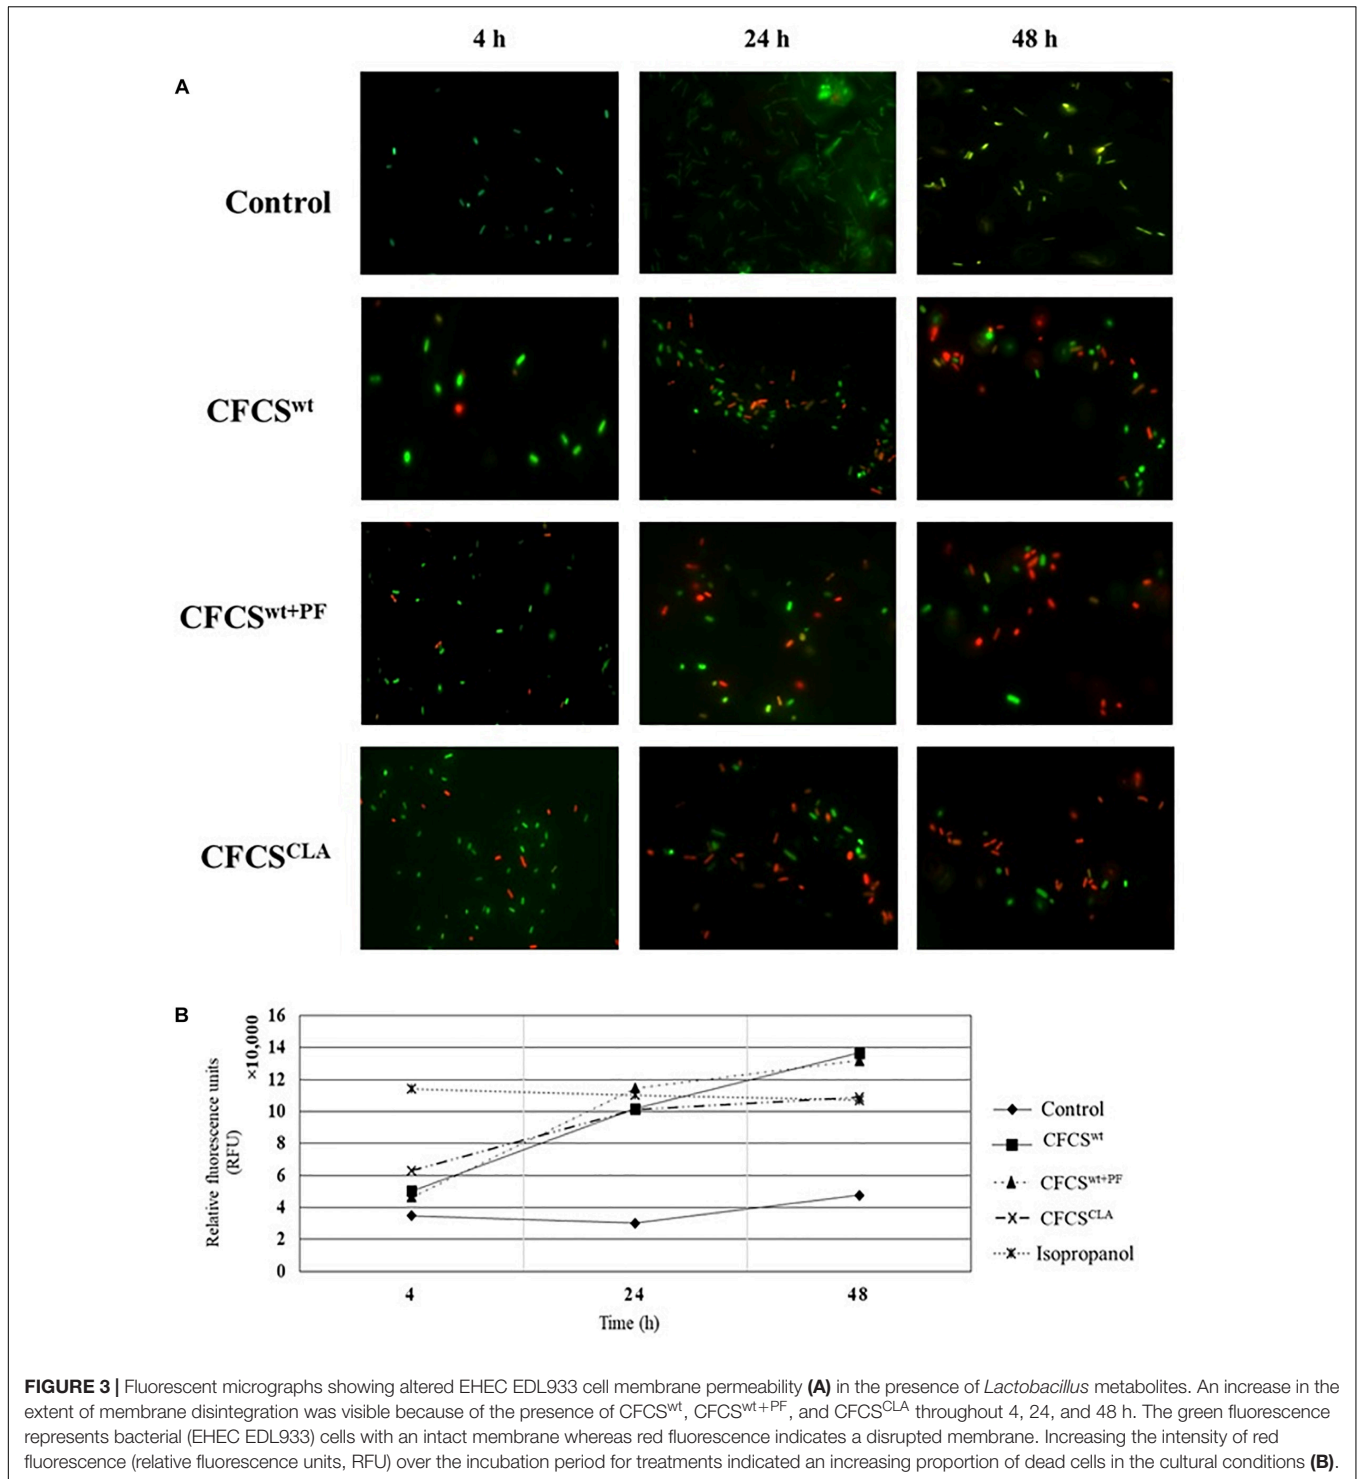 4 h 24 h 48 h
A
Control
CFCSwt
CFCSwt+PF
CFCSCLA
B
Relative fluorescence units
(RFU)
×10,000
16
14
12
10
8
6
4
2
0
4 24 48
Time (h)
Control
CFCSwt
CFCSwt+PF
CFCSCLA
Isopropanol
FIGURE 3 | Fluorescent micrographs showing altered EHEC EDL933 cell membrane permeability (A) in the presence of Lactobacillus metabolites. An increase in the
extent of membrane disintegration was visible because of the presence of CFCSwt, CFCSwt+PF, and CFCSCLA throughout 4, 24, and 48 h. The green fluorescence
represents bacterial (EHEC EDL933) cells with an intact membrane whereas red fluorescence indicates a disrupted membrane. Increasing the intensity of red
fluorescence (relative fluorescence units, RFU) over the incubation period for treatments indicated an increasing proportion of dead cells in the cultural conditions (B).